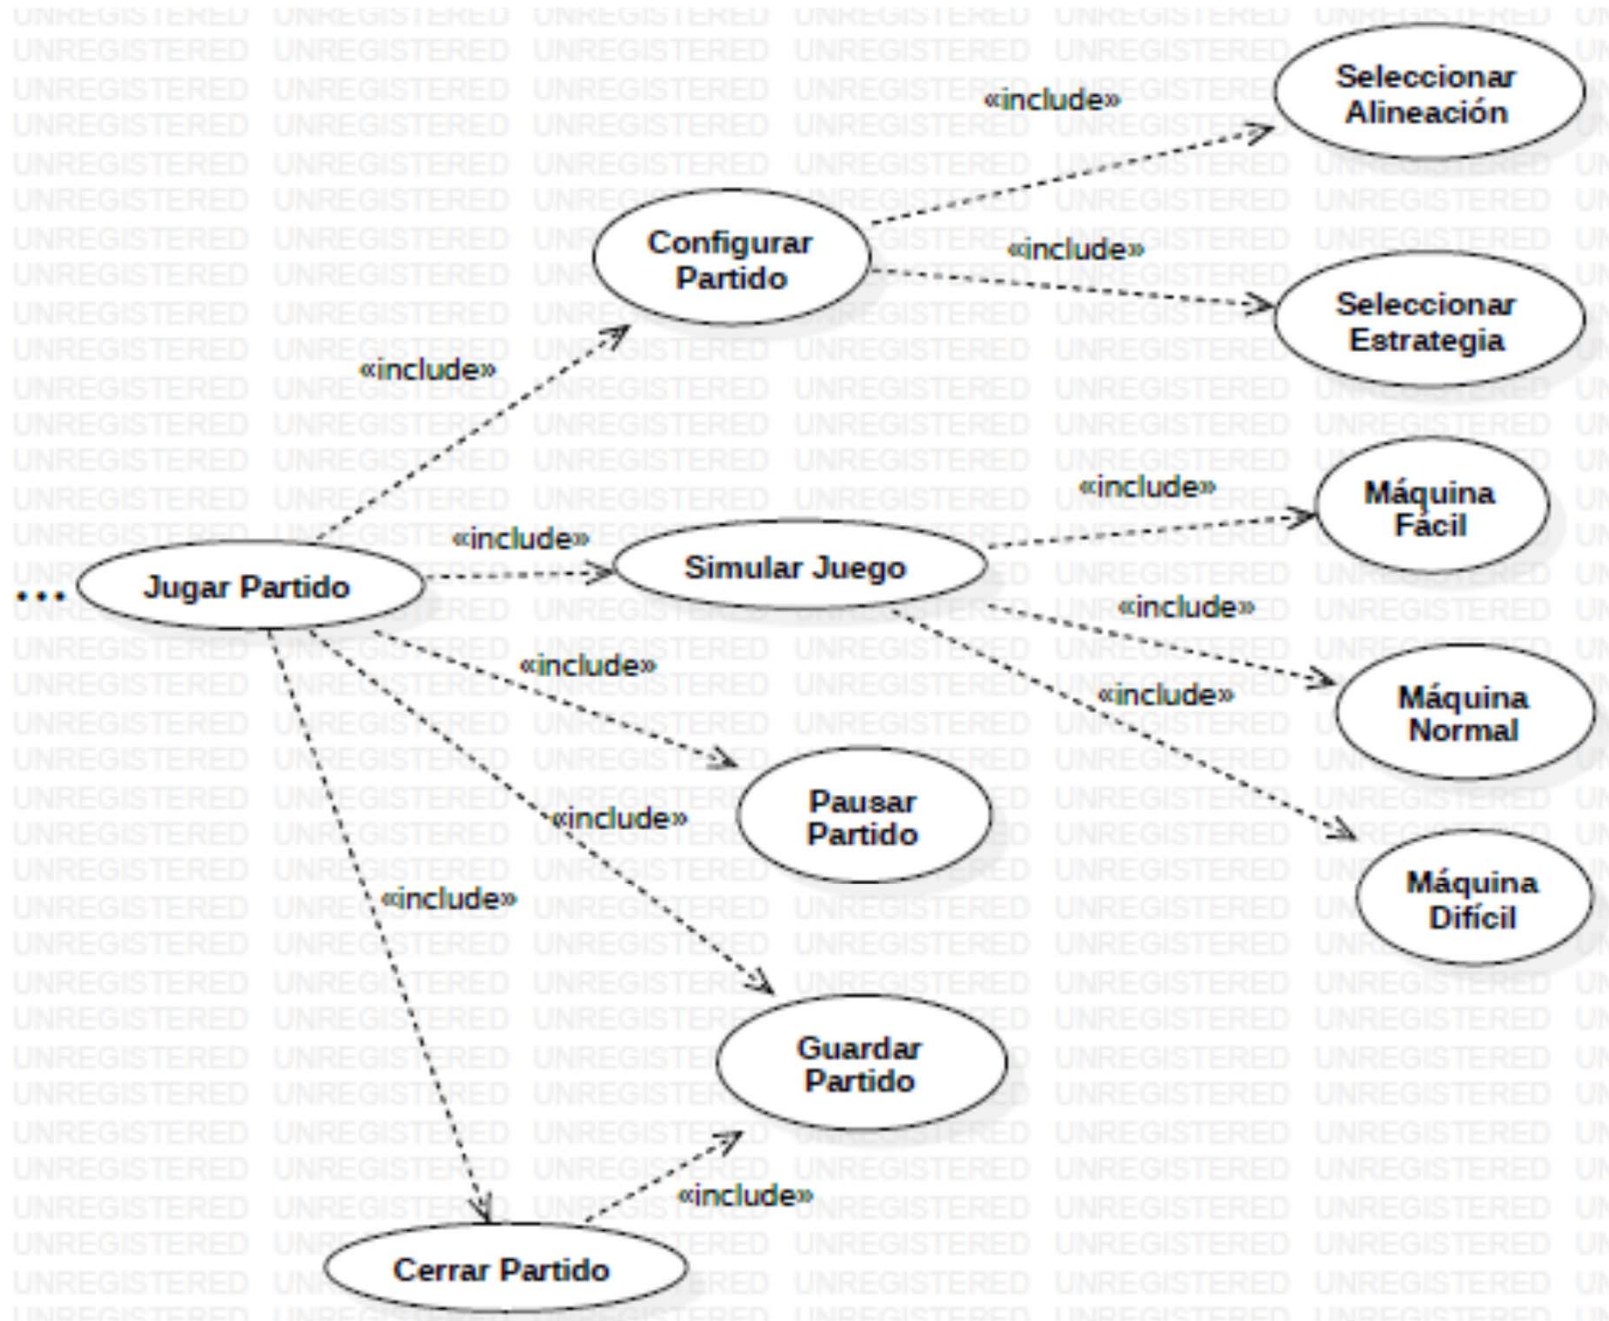 Seleccionar
Alineación
«include»
Configurar
Partido
«include»
Seleccionar
Estrategia
«include»
«include»
Máquina
Fácil
«include»
Simular Juego
... Jugar Partido
«include»
«include»
Máquina
Normal
«include»
Pausar
Partido
«include»
Máquina
Difícil
«include»
Guardar
Partido
«include»
Cerrar Partido
UNREGISTERED